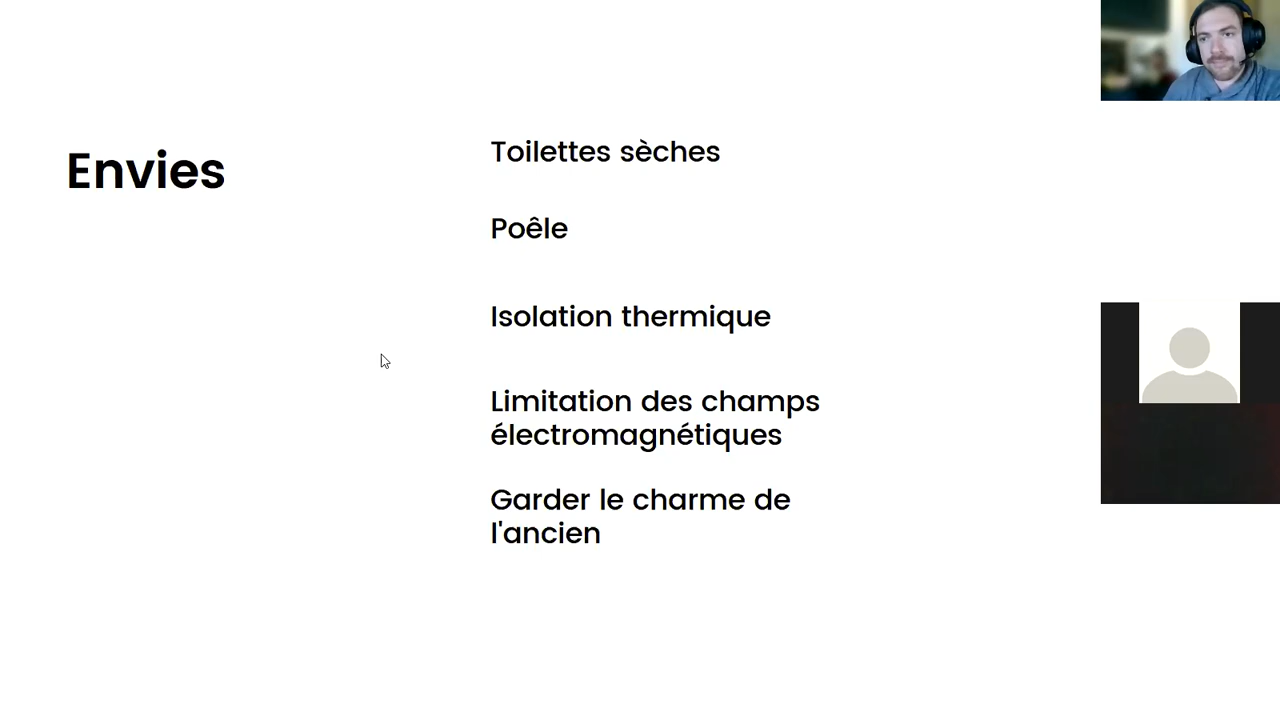 Envies
Toilettes sèches
Poêle
Isolation thermique
Limitation des champs
électromagnétiques
Garder le charme de
l'ancien